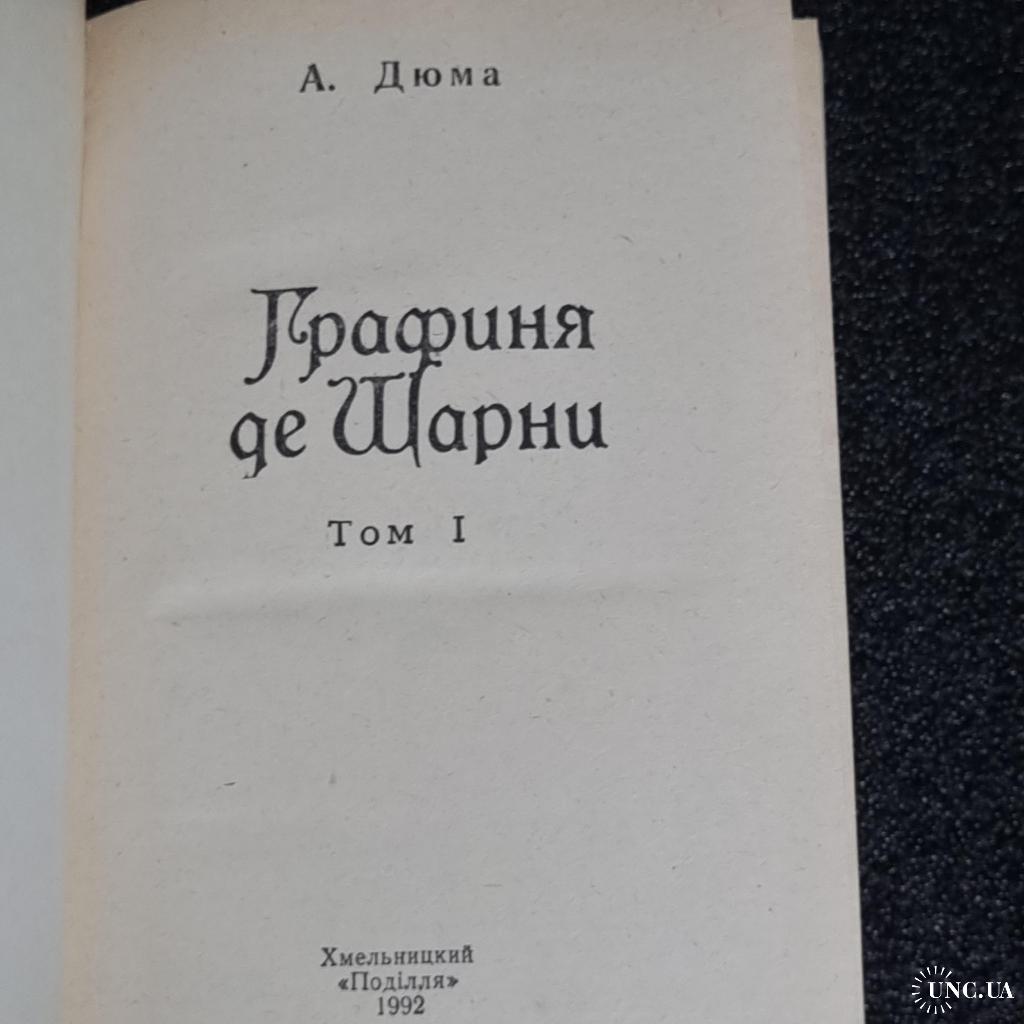 А. Дюма
Графиня
де Шарни
Том I
Хмельницкий
«Поділля»
1992
UNC.UA